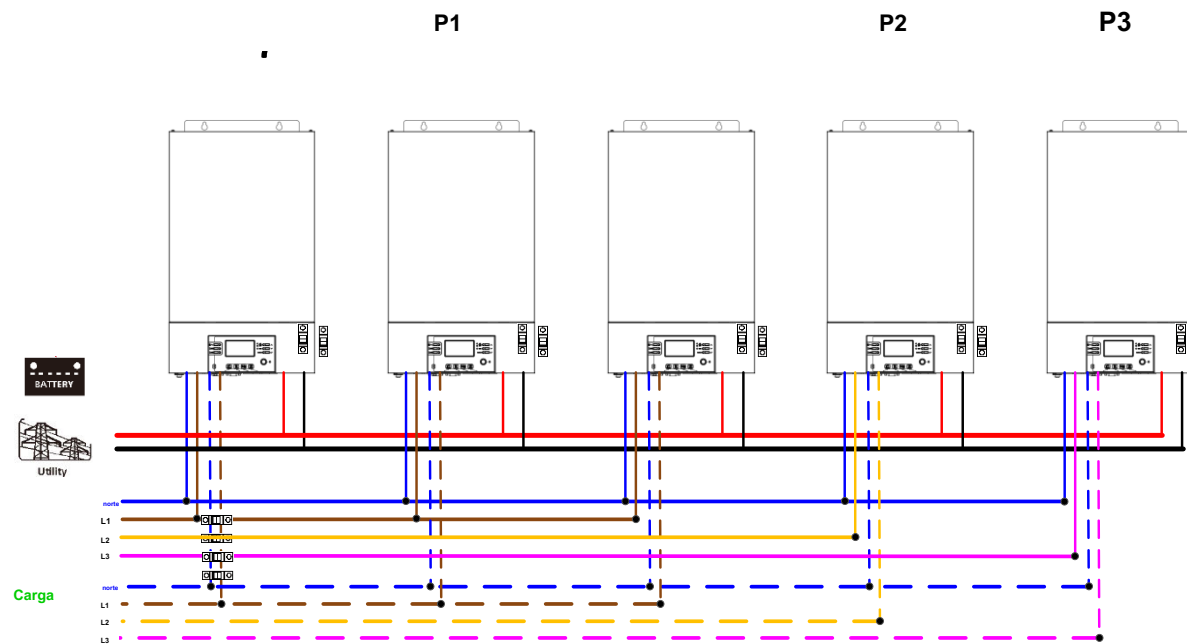 P1 P2 P3
BATTERY
Utility
norte
L1
L2
L3
norte
Carga
L1
L2
L3